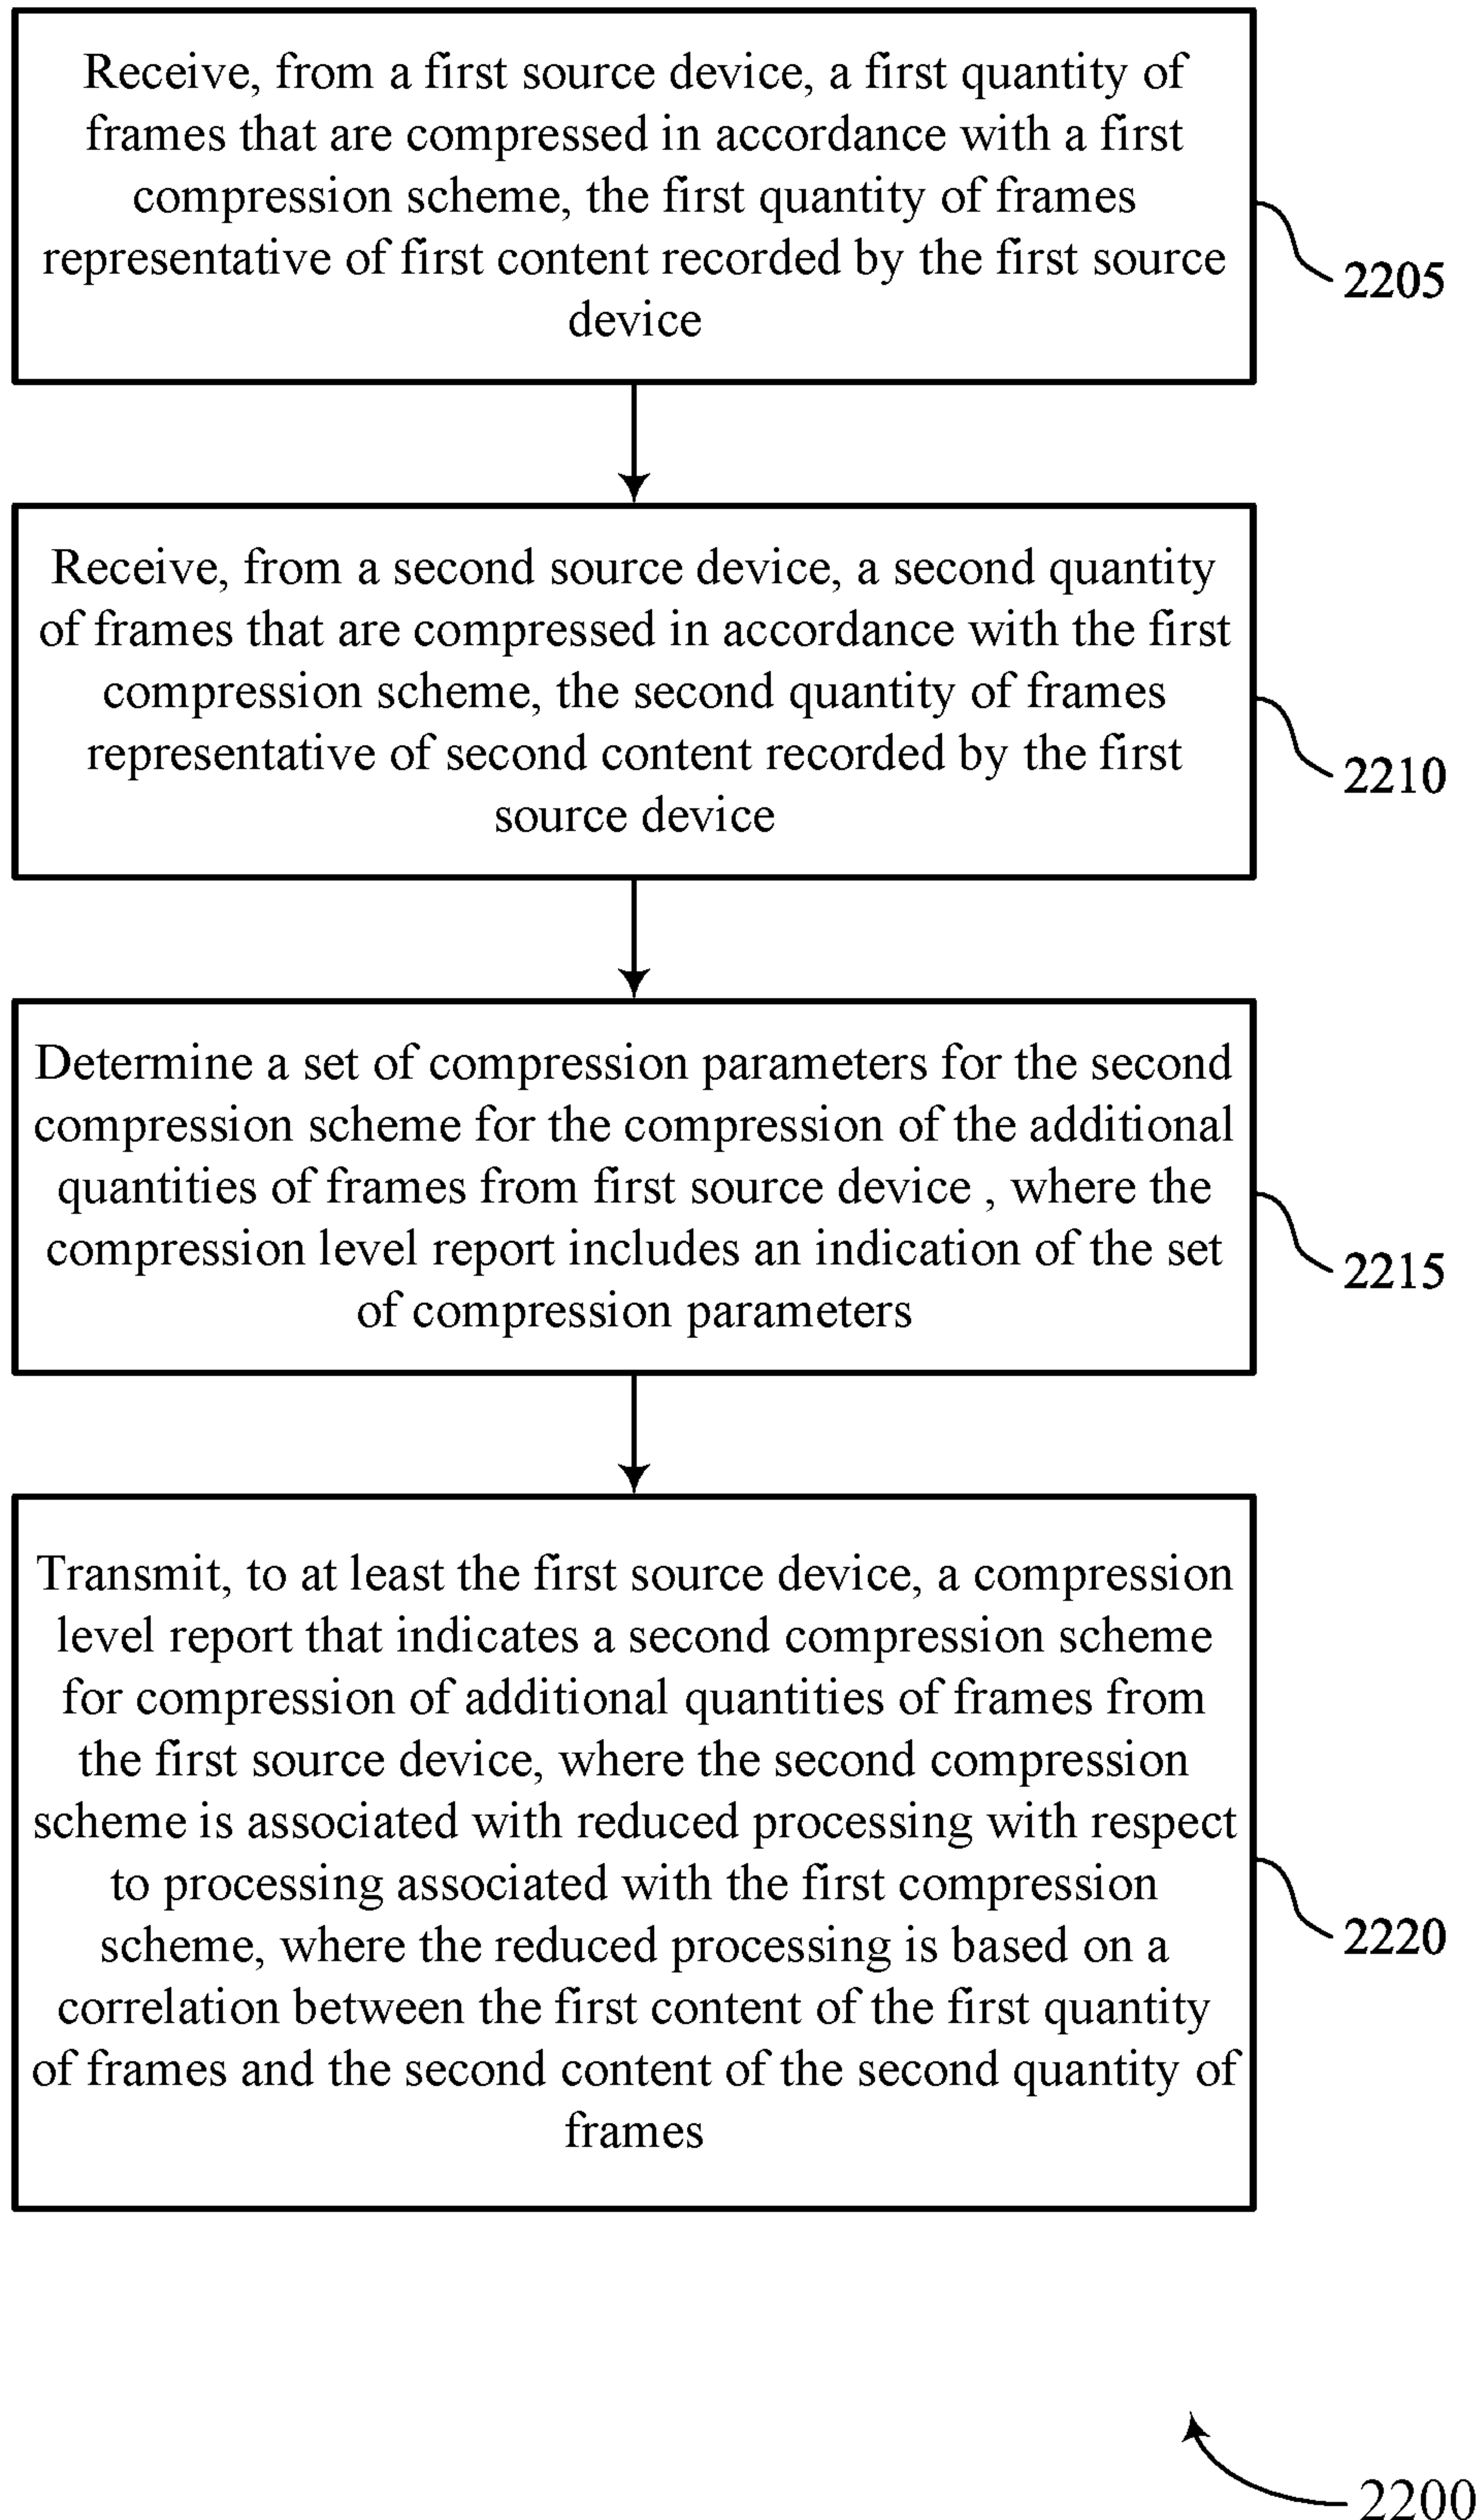 Receive, from a first source device, a first quantity of
frames that are compressed in accordance with a first
compression scheme, the first quantity of frames
representative of first content recorded by the first source
device
2205
Receive, from a second source device, a second quantity
of frames that are compressed in accordance with the first
compression scheme, the second quantity of frames
representative of second content recorded by the first
source device
2210
Determine a set of compression parameters for the second
compression scheme for the compression of the additional
quantities of frames from first source device , where the
compression level report includes an indication of the set
of compression parameters
2215
Transmit, to at least the first source device, a compression
level report that indicates a second compression scheme
for compression of additional quantities of frames from
the first source device, where the second compression
scheme is associated with reduced processing with respect
to processing associated with the first compression
scheme, where the reduced processing is based on a
correlation between the first content of the first quantity
of frames and the second content of the second quantity of
frames
2220
2200